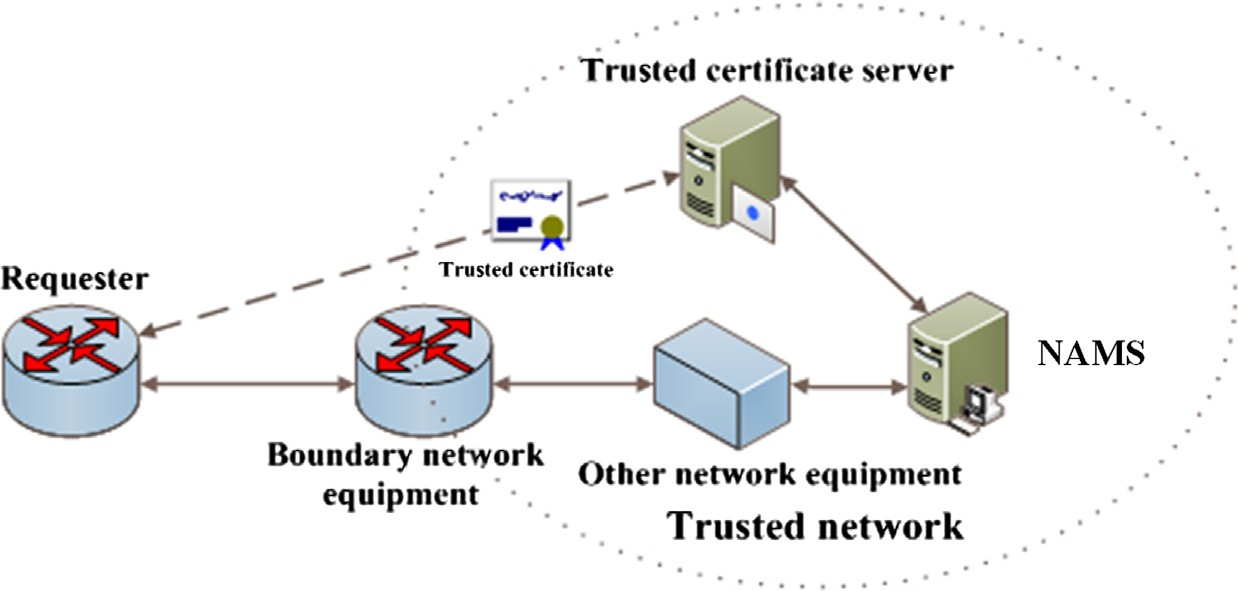 Trusted certificate server
Trusted certificate
Requester
NAMS
Boundary network
equipment
Other network equipment
Trusted network